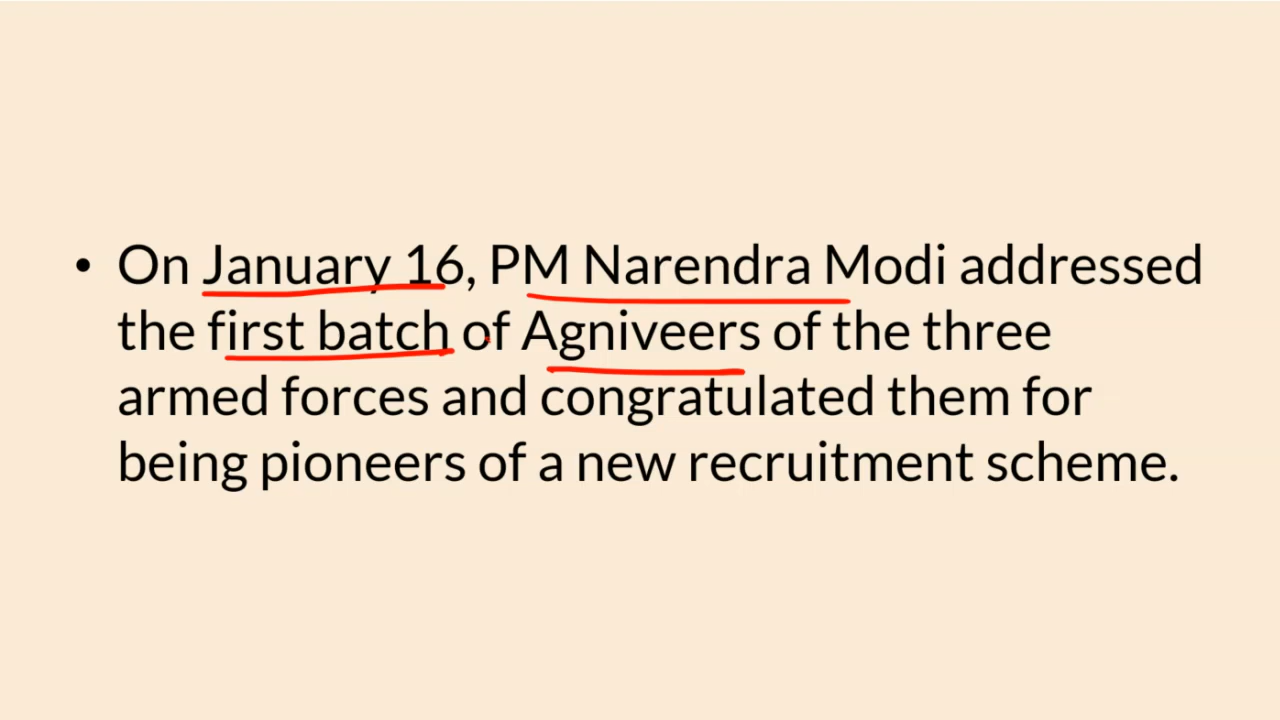 • On January 16, PM Narendra Modi addressed
the first batch of Agniveers of the three
armed forces and congratulated them for
being pioneers of a new recruitment scheme.